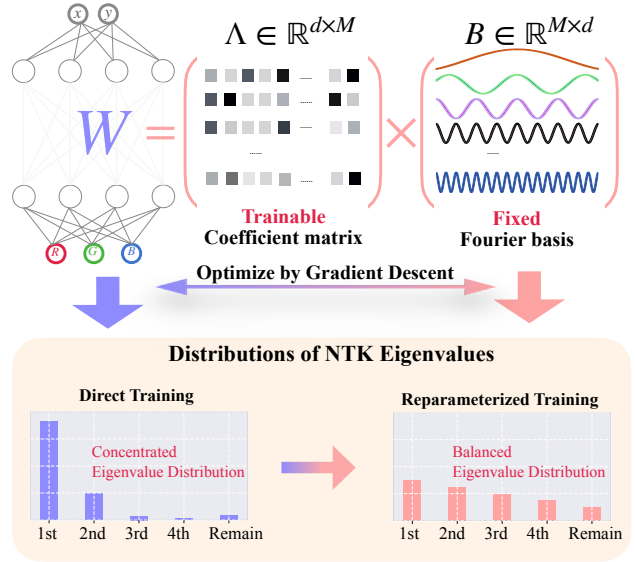 x y
Λ ∈ ℝ^{d×M}
B ∈ ℝ^{M×d}
W = ×
Trainable
Coefficient matrix
Fixed
Fourier basis
R G B
Optimize by Gradient Descent
Distributions of NTK Eigenvalues
Direct Training
Concentrated
Eigenvalue Distribution
1st 2nd 3rd 4th Remain
Reparameterized Training
Balanced
Eigenvalue Distribution
1st 2nd 3rd 4th Remain